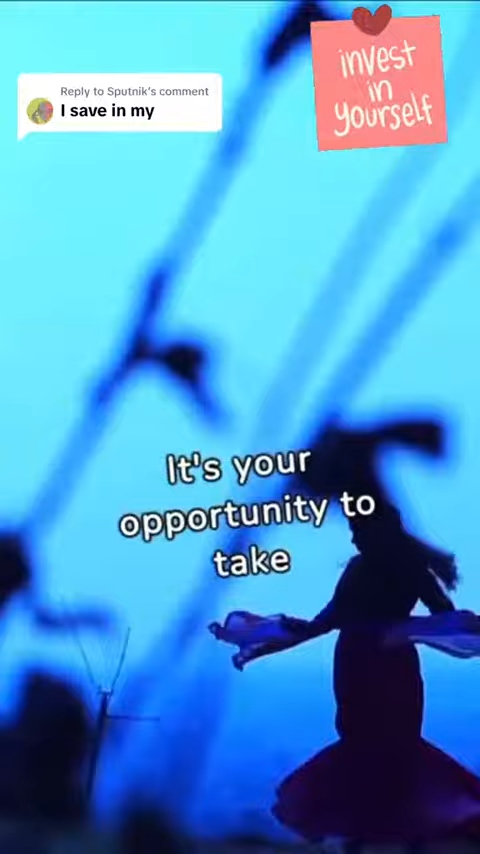 Reply to Sputnik's comment
I save in my
invest
in
yourself
It's your
opportunity to
take